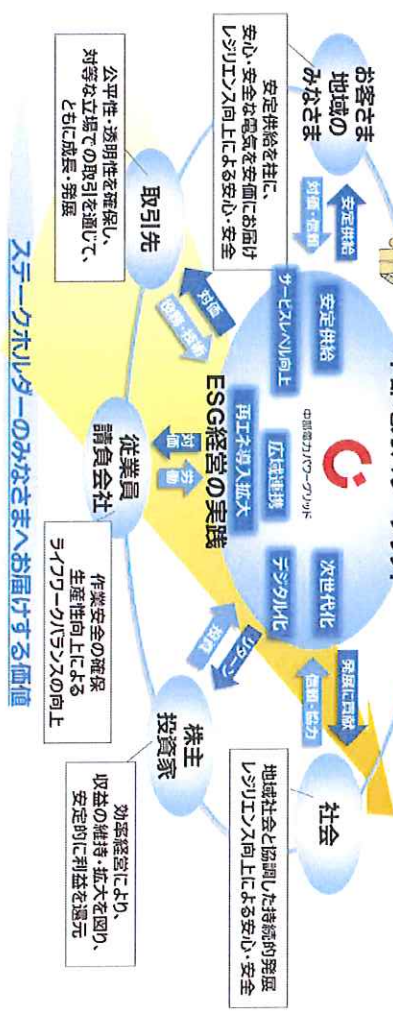 お客さま
地域の
みなさま
安定供給を柱に、
安心・安全な電気を安価にお届け
レジリエンス向上による安心・安全
安定供給
対価・信頼
取引先
公平性・透明性を確保し、
対等な立場での取引を通じて、
ともに成長・発展
対価
安定供給
サービスレベル向上
中部電力パワーグリッド
広域連携
再エネ導入拡大
次世代化
デジタル化
ESG経営の実践
対価
労働
従業員
請負会社
作業安全の確保
生産性向上による
ライフワークバランスの向上
リターン
投資
株主
投資家
効率経営により、
収益の維持・拡大を図り、
安定的に利益を還元
発展に貢献
信頼・協力
社会
地域社会と協調した持続的発展
レジリエンス向上による安心・安全
ステークホルダーのみなさまへお届けする価値